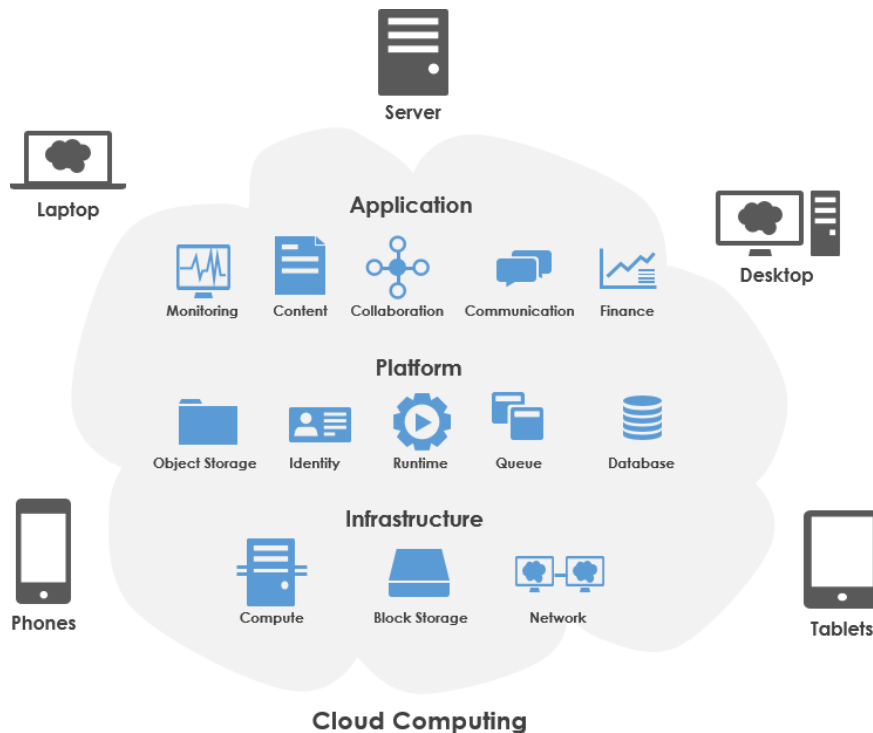 Server
Laptop
Application
Desktop
Monitoring Content Collaboration Communication Finance
Platform
Object Storage Identity Runtime Queue Database
Infrastructure
Phones
Compute Block Storage Network
Tablets
Cloud Computing